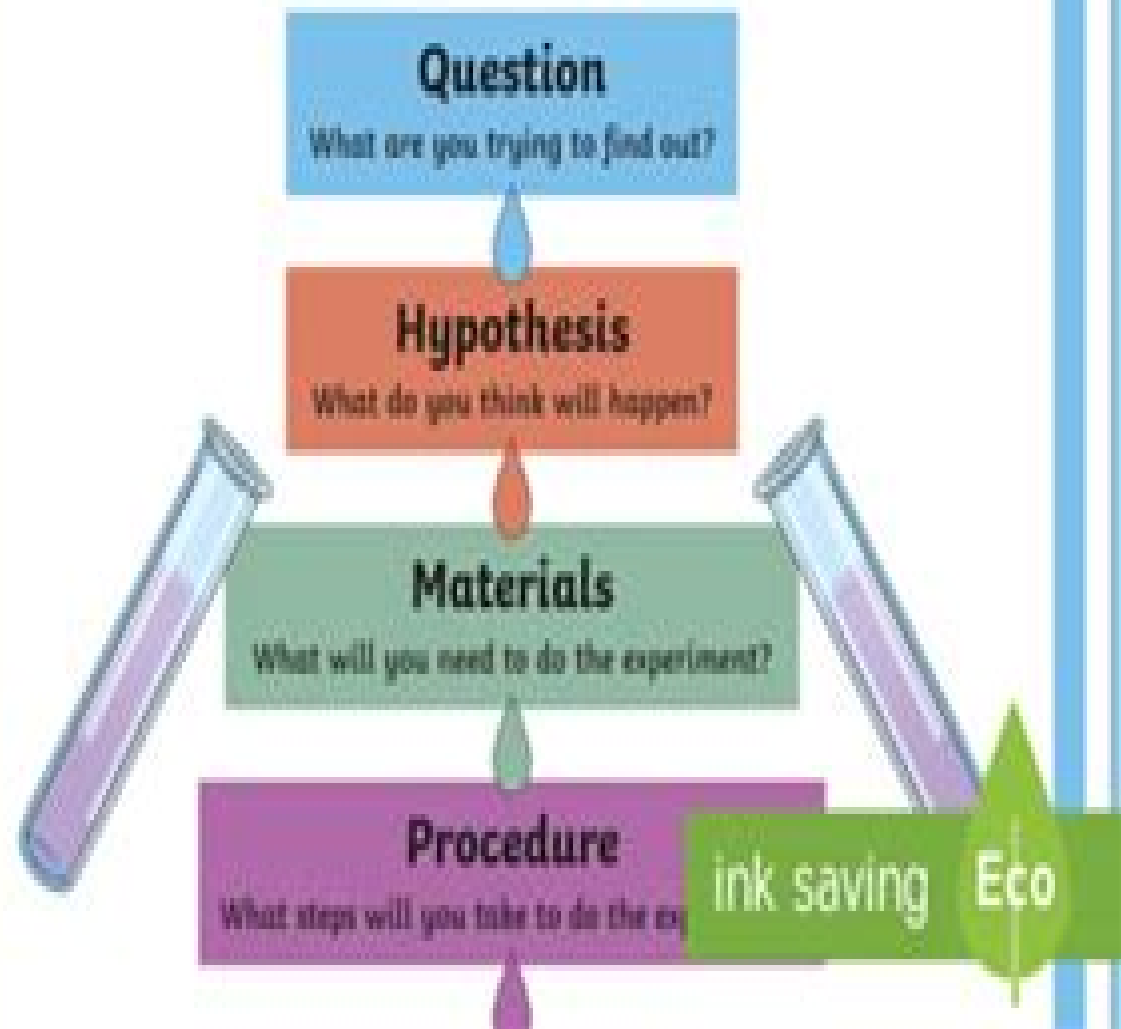 Question
What are you trying to find out?
Hypothesis
What do you think will happen?
Materials
What will you need to do the experiment?
Procedure
What steps will you take to do the
ink saving Eco